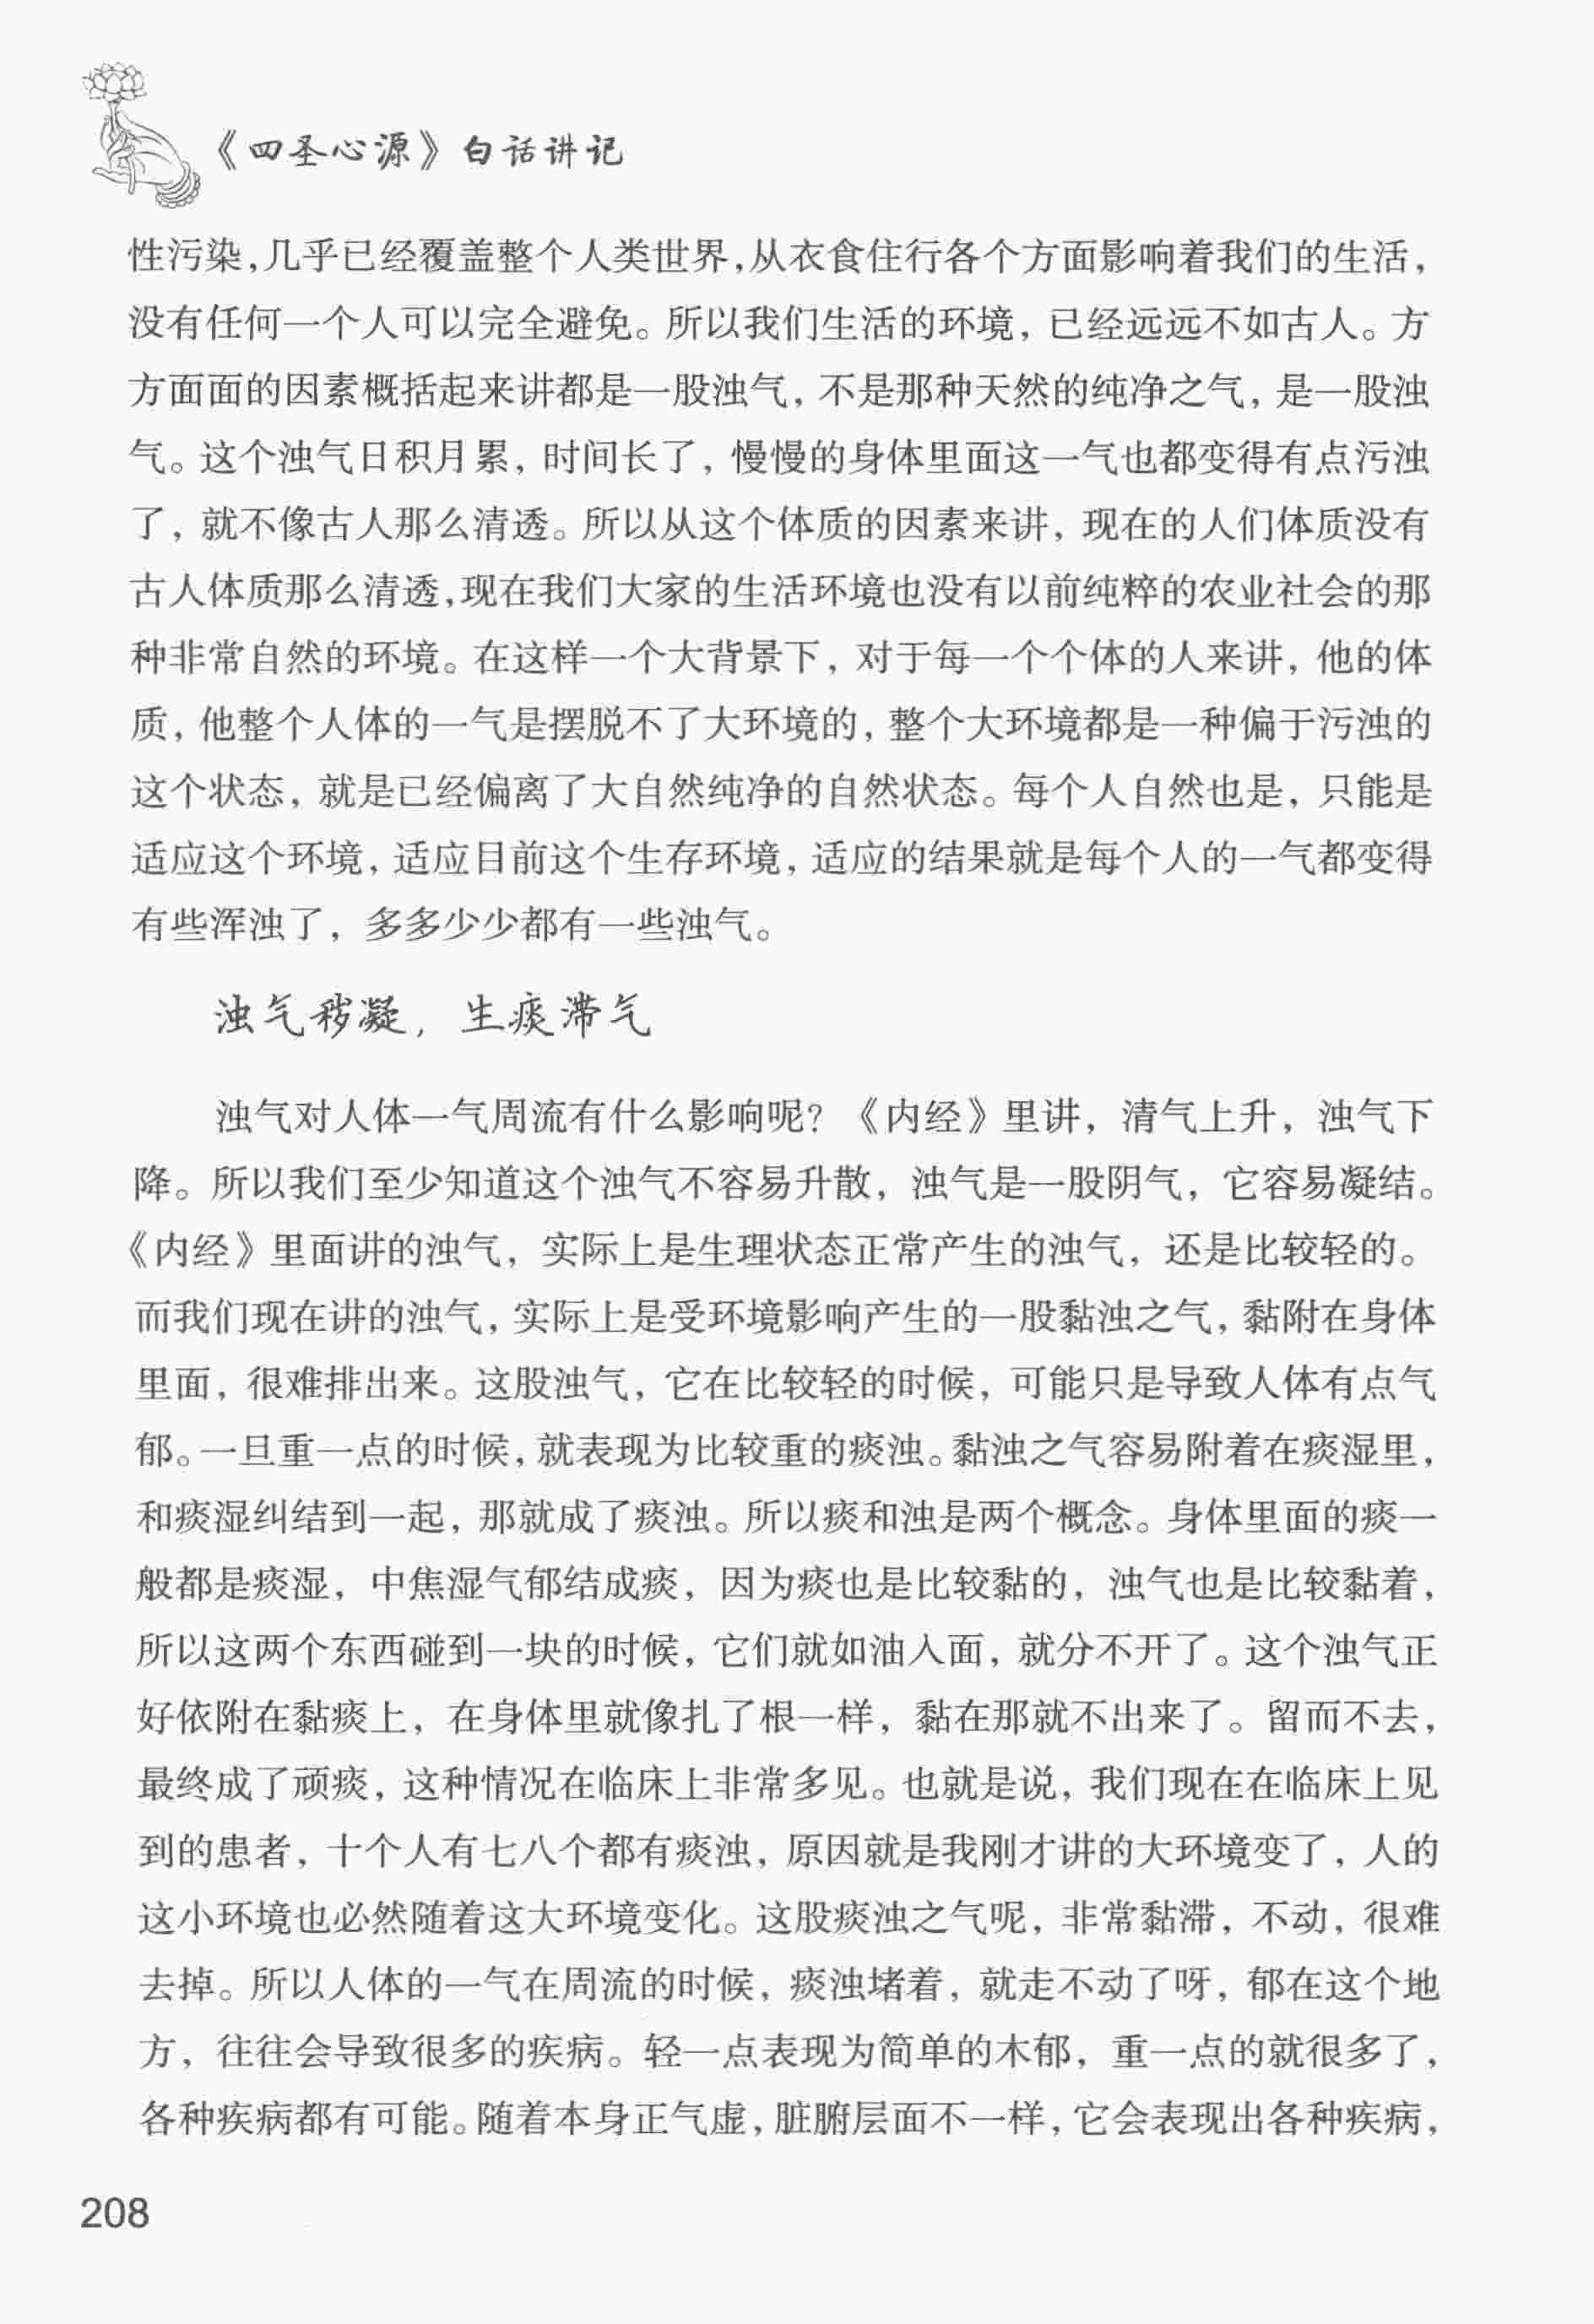 《四圣心源》白话讲记
性污染,几乎已经覆盖整个人类世界,从衣食住行各个方面影响着我们的生活,
没有任何一个人可以完全避免。所以我们生活的环境，已经远远不如古人。方
方面面的因素概括起来讲都是一股浊气，不是那种天然的纯净之气，是一股浊
气。这个浊气日积月累，时间长了，慢慢的身体里面这一气也都变得有点污浊
了，就不像古人那么清透。所以从这个体质的因素来讲，现在的人们体质没有
古人体质那么清透,现在我们大家的生活环境也没有以前纯粹的农业社会的那
种非常自然的环境。在这样一个大背景下，对于每一个个体的人来讲，他的体
质，他整个人体的一气是摆脱不了大环境的，整个大环境都是一种偏于污浊的
这个状态，就是已经偏离了大自然纯净的自然状态。每个人自然也是，只能是
适应这个环境，适应目前这个生存环境，适应的结果就是每个人的一气都变得
有些浑浊了，多多少少都有一些浊气。
浊气秽凝，生痰滞气
浊气对人体一气周流有什么影响呢？《内经》里讲，清气上升，浊气下
降。所以我们至少知道这个浊气不容易升散，浊气是一股阴气，它容易凝结。
《内经》里面讲的浊气，实际上是生理状态正常产生的浊气，还是比较轻的。
而我们现在讲的浊气，实际上是受环境影响产生的一股黏浊之气，黏附在身体
里面，很难排出来。这股浊气，它在比较轻的时候，可能只是导致人体有点气
郁。一旦重一点的时候，就表现为比较重的痰浊。黏浊之气容易附着在痰湿里，
和痰湿纠结到一起，那就成了痰浊。所以痰和浊是两个概念。身体里面的痰一
般都是痰湿，中焦湿气郁结成痰，因为痰也是比较黏的，浊气也是比较黏着，
所以这两个东西碰到一块的时候，它们就如油入面，就分不开了。这个浊气正
好依附在黏痰上，在身体里就像扎了根一样，黏在那就不出来了。留而不去，
最终成了顽痰，这种情况在临床上非常多见。也就是说，我们现在在临床上见
到的患者，十个人有七八个都有痰浊，原因就是我刚才讲的大环境变了，人的
这小环境也必然随着这大环境变化。这股痰浊之气呢，非常黏滞，不动，很难
去掉。所以人体的一气在周流的时候，痰浊堵着，就走不动了呀，郁在这个地
方，往往会导致很多的疾病。轻一点表现为简单的木郁，重一点的就很多了，
各种疾病都有可能。随着本身正气虚,脏腑层面不一样,它会表现出各种疾病,
208